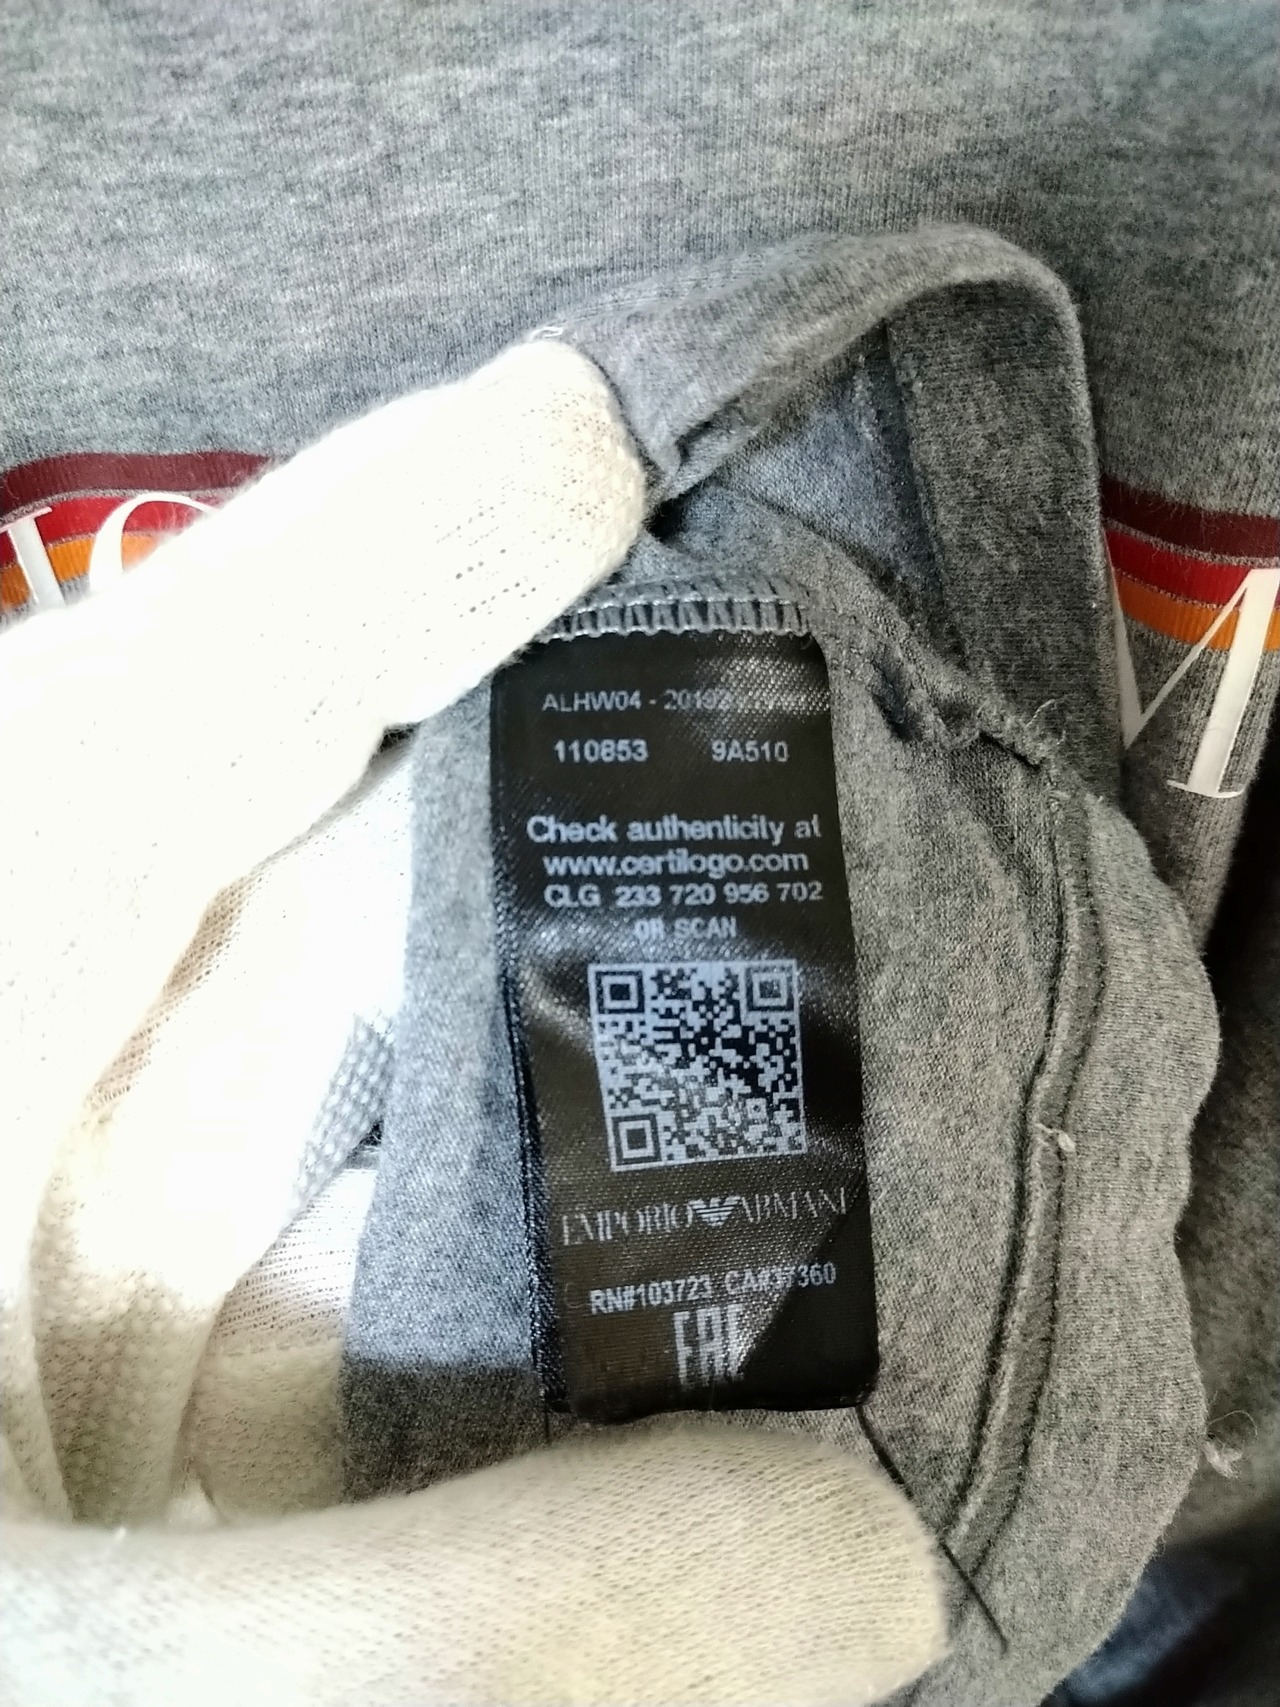 ALHW04 - 20192
110853 9A510
Check authenticity at
www.certilogo.com
CLG 233 720 956 702
OR SCAN
EMPORIO ARMANI
RN#103723 CA#37360
EAC
M